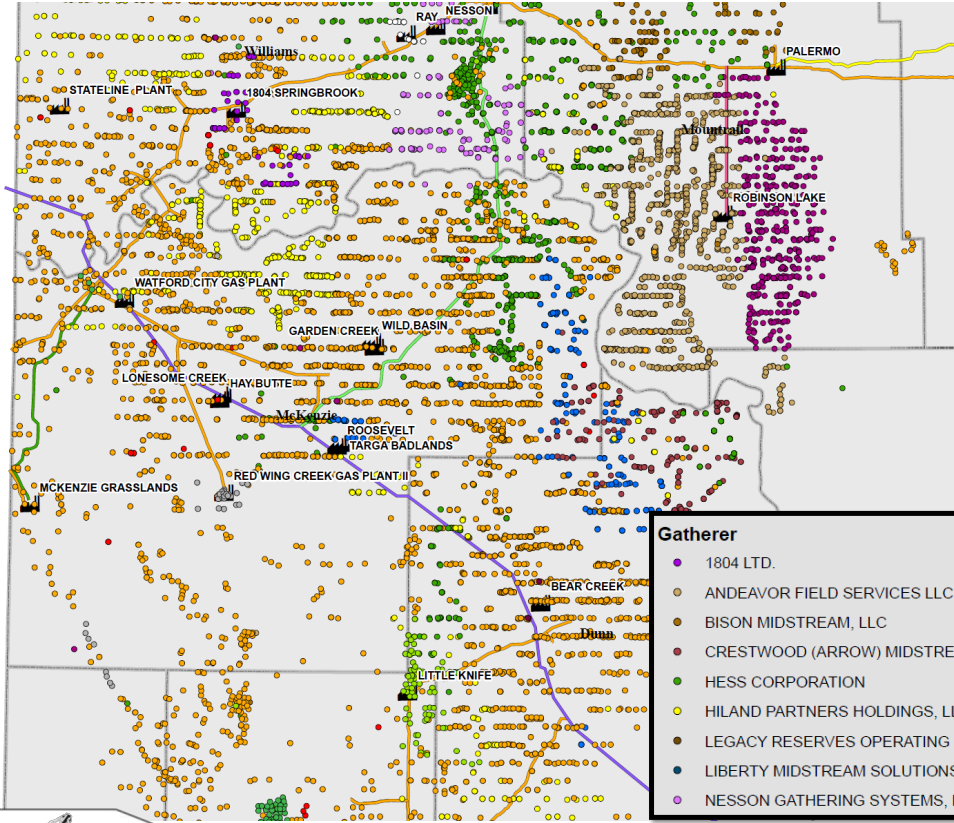 NESSON
RAY
Williams
PALERMO
STATELINE PLANT
1804 SPRINGBROOK
Mountrail
ROBINSON LAKE
WATFORD CITY GAS PLANT
WILD BASIN
GARDEN CREEK
LONESOME CREEK
HAY BUTTE
McKenzie
ROOSEVELT
TARGA BADLANDS
RED WING CREEK GAS PLANT II
MCKENZIE GRASSLANDS
BEAR CREEK
Dunn
LITTLE KNIFE
Gatherer
1804 LTD.
ANDEAVOR FIELD SERVICES LLC
BISON MIDSTREAM, LLC
CRESTWOOD (ARROW) MIDSTRE
HESS CORPORATION
HILAND PARTNERS HOLDINGS, LL
LEGACY RESERVES OPERATING
LIBERTY MIDSTREAM SOLUTIONS
NESSON GATHERING SYSTEMS, L